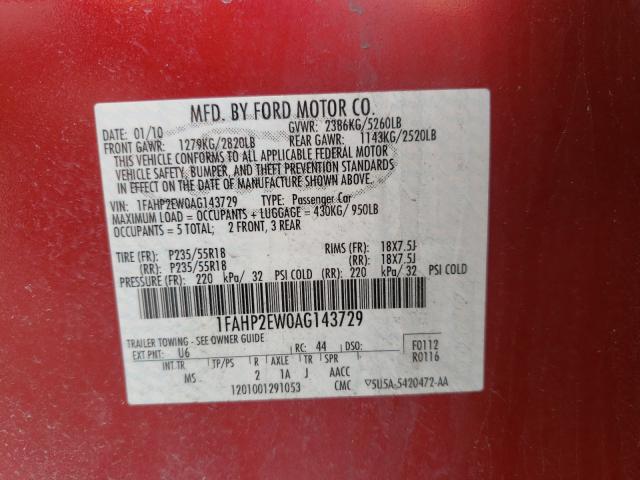 MFD. BY FORD MOTOR CO.
DATE: 01/10 GVWR: 2386KG/5260LB
FRONT GAWR: 1279KG/2820LB REAR GAWR: 1143KG/2520LB
THIS VEHICLE CONFORMS TO ALL APPLICABLE FEDERAL MOTOR
VEHICLE SAFETY, BUMPER, AND THEFT PREVENTION STANDARDS
IN EFFECT ON THE DATE OF MANUFACTURE SHOWN ABOVE.
VIN: 1FAHP2EW0AG143729 TYPE: Passenger Car
MAXIMUM LOAD = OCCUPANTS + LUGGAGE = 430KG/950LB
OCCUPANTS = 5 TOTAL; 2 FRONT, 3 REAR
TIRE (FR): P235/55R18 RIMS (FR): 18X7.5J
(RR): P235/55R18 (RR): 18X7.5J
PRESSURE (FR): 220 kPa/ 32 PSI COLD (RR): 220 kPa/ 32 PSI COLD
1FAHP2EW0AG143729
TRAILER TOWING - SEE OWNER GUIDE
EXT PNT: U6 RC: 44 DSO: F0112
INT TR TP/PS R AXLE TR SPR R0116
MS 2 1A J AACC
1201001291053 CMC 5U5A-5420472-AA